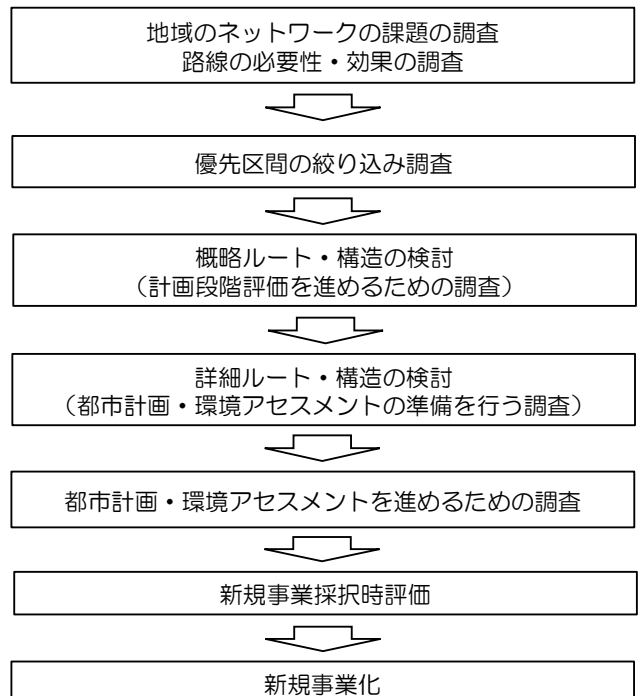 地域のネットワークの課題の調査
路線の必要性・効果の調査
優先区間の絞り込み調査
概略ルート・構造の検討
（計画段階評価を進めるための調査）
詳細ルート・構造の検討
（都市計画・環境アセスメントの準備を行う調査）
都市計画・環境アセスメントを進めるための調査
新規事業採択時評価
新規事業化